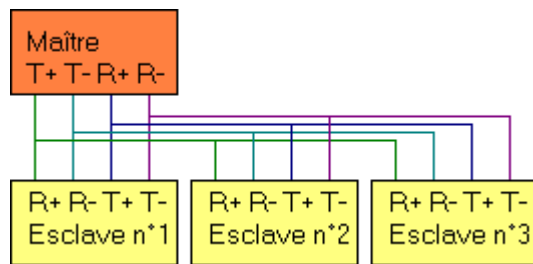 Maître
T+ T- R+ R-
R+ R- T+ T-
Esclave n°1
R+ R- T+ T-
Esclave n°2
R+ R- T+ T-
Esclave n°3